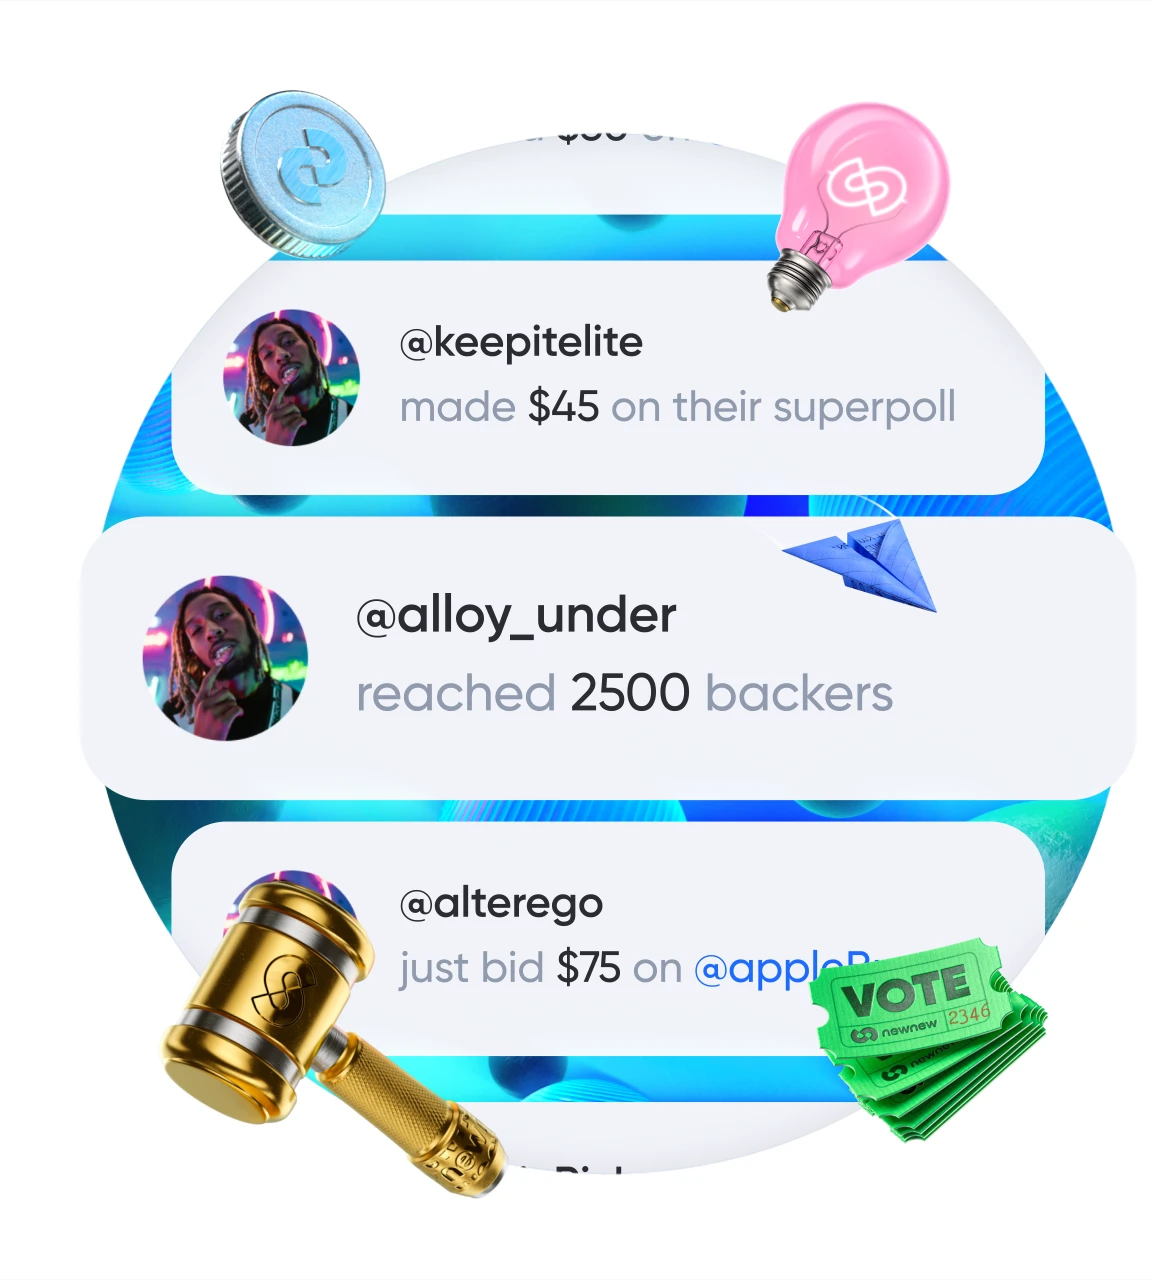 @keepitelite
made $45 on their superpoll
@alloy_under
reached 2500 backers
@alterego
just bid $75 on
VOTE
newnew 2346